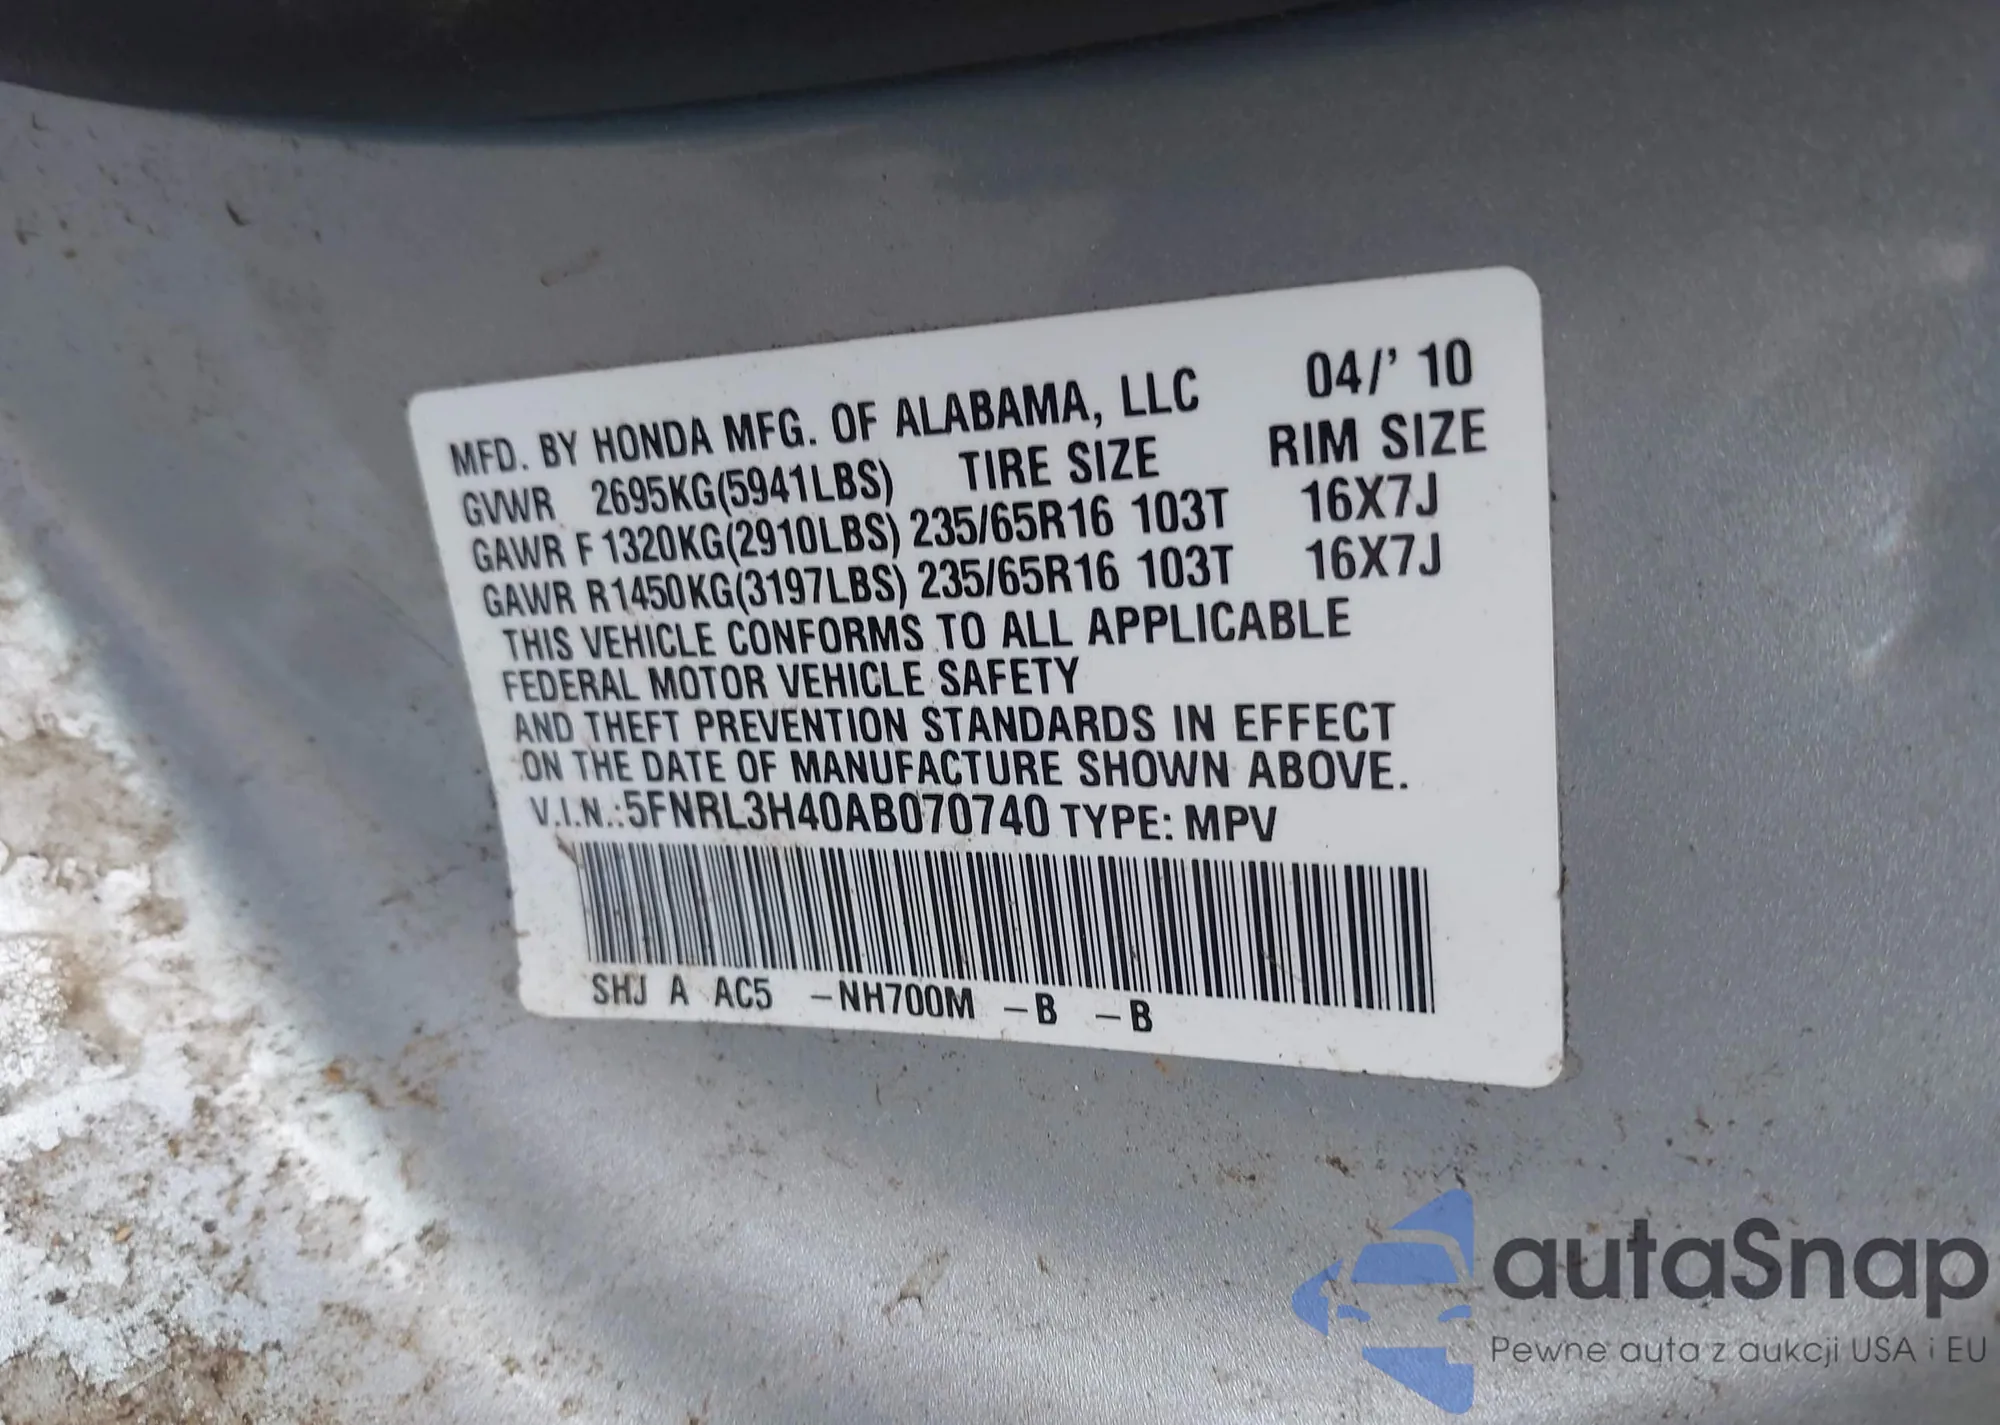 MFD. BY HONDA MFG. OF ALABAMA, LLC 04/' 10
GVWR 2695KG(5941LBS) TIRE SIZE RIM SIZE
GAWR F 1320KG(2910LBS) 235/65R16 103T 16X7J
GAWR R1450KG(3197LBS) 235/65R16 103T 16X7J
THIS VEHICLE CONFORMS TO ALL APPLICABLE
FEDERAL MOTOR VEHICLE SAFETY
AND THEFT PREVENTION STANDARDS IN EFFECT
ON THE DATE OF MANUFACTURE SHOWN ABOVE.
V.I.N.:5FNRL3H40AB070740 TYPE: MPV
SHJ A AC5 -NH700M -B -B
autaSnap
Pewne auta z aukcji USA i EU